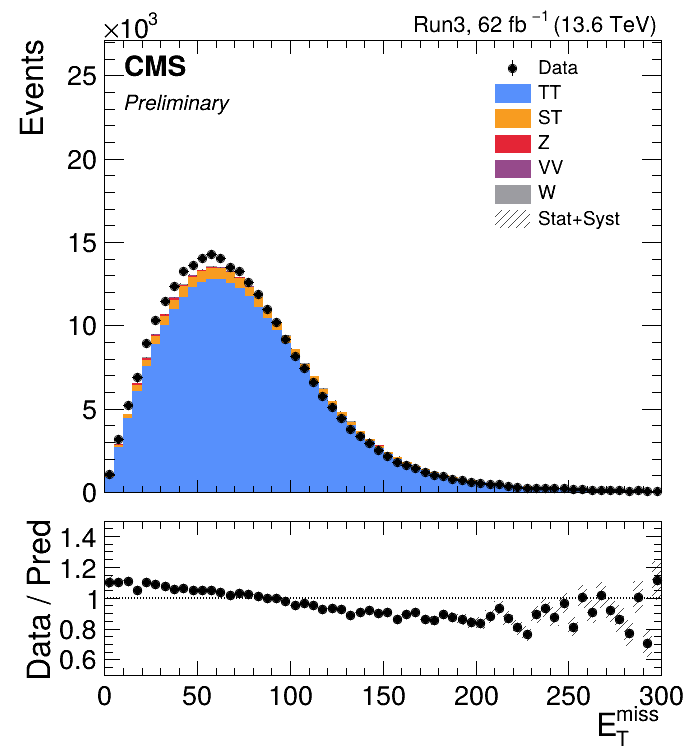 ×10³
Run3, 62 fb ⁻¹ (13.6 TeV)
Events
CMS
Preliminary
Data
TT
ST
Z
VV
W
Stat+Syst
25
20
15
10
5
0
Data / Pred
1.4
1.2
1
0.8
0.6
0 50 100 150 200 250 300
E_T^miss